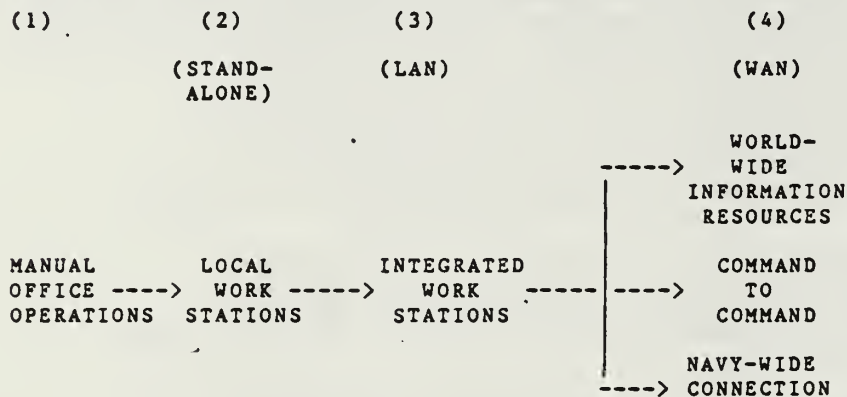 (1) (2) (3) (4)
(STAND- (LAN) (WAN)
ALONE)
WORLD-
-----> WIDE
INFORMATION
RESOURCES
MANUAL LOCAL INTEGRATED COMMAND
OFFICE ----> WORK -----> WORK ----- ----> TO
OPERATIONS STATIONS STATIONS COMMAND
NAVY-WIDE
----> CONNECTION